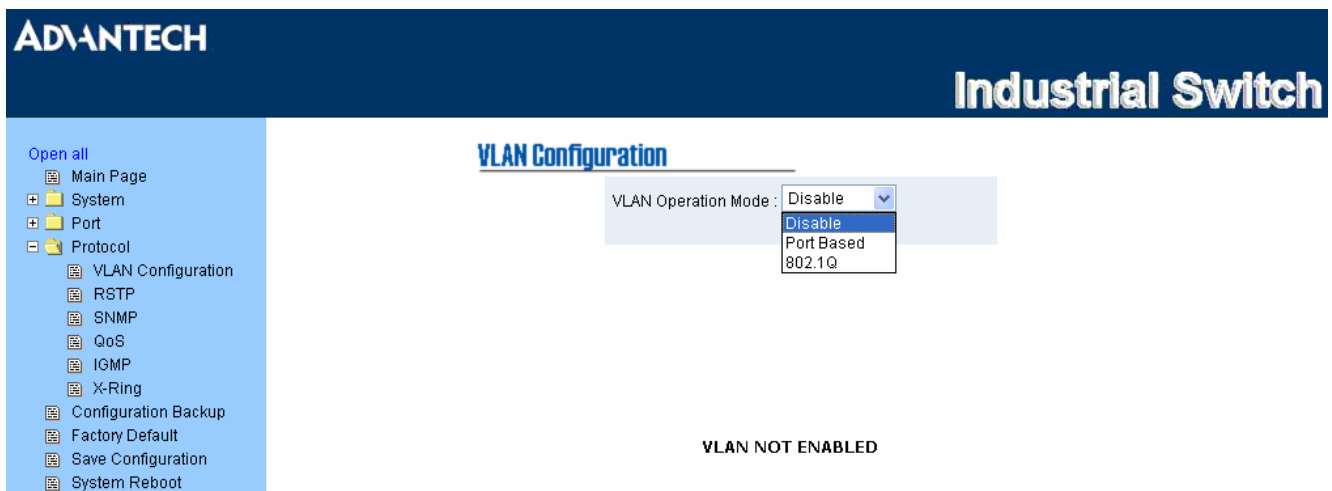 ADVANTECH
Industrial Switch
Open all
Main Page
System
Port
Protocol
VLAN Configuration
RSTP
SNMP
QoS
IGMP
X-Ring
Configuration Backup
Factory Default
Save Configuration
System Reboot
VLAN Configuration
VLAN Operation Mode : Disable
Disable
Port Based
802.1Q
VLAN NOT ENABLED